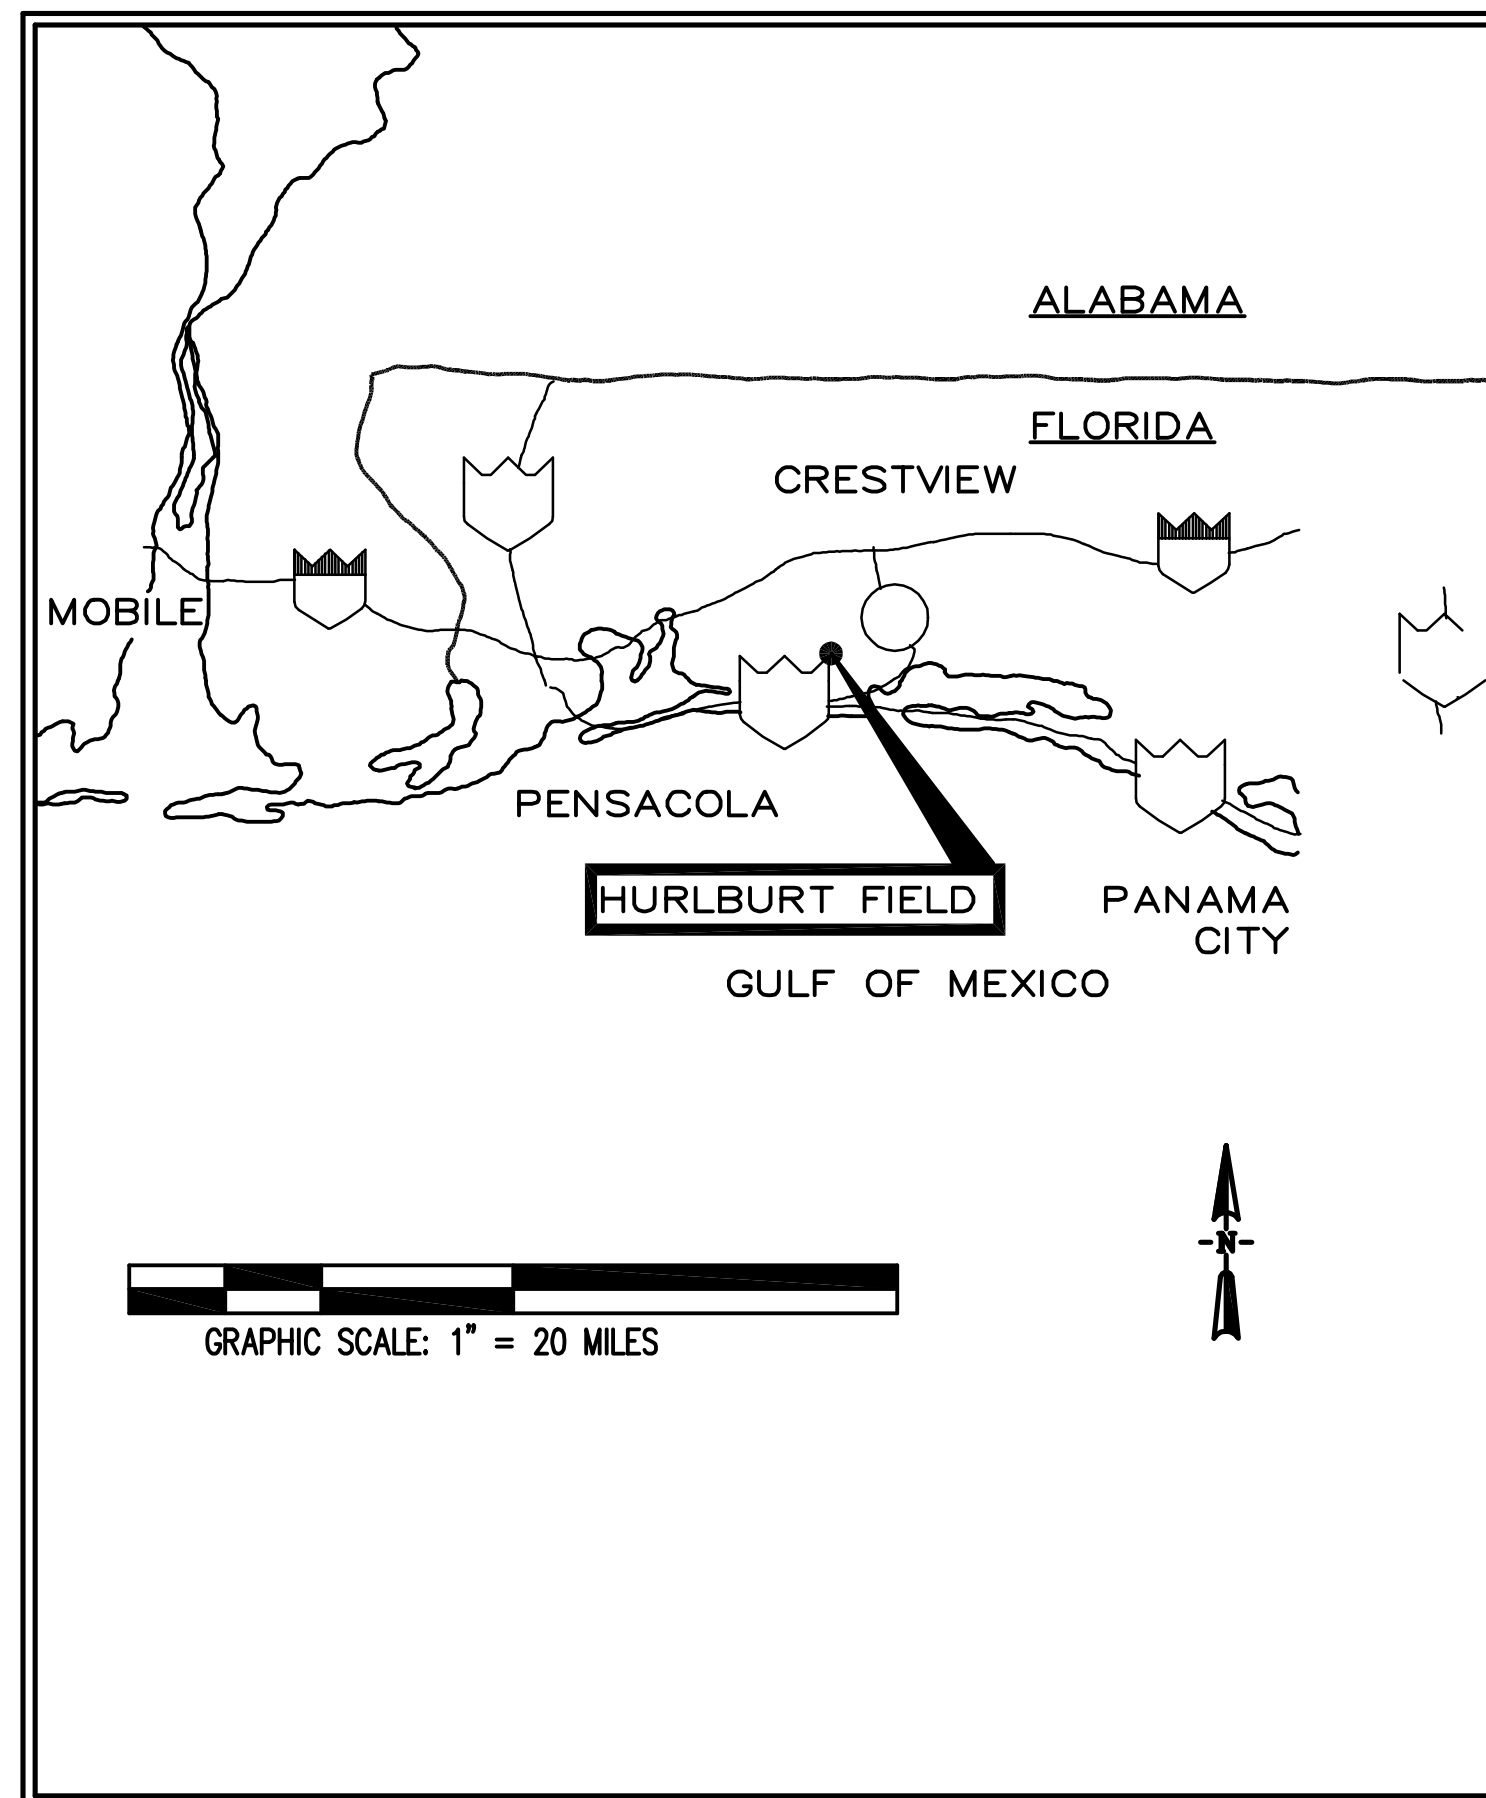 ALABAMA
FLORIDA
CRESTVIEW
MOBILE
PENSACOLA
HURLBURT FIELD
PANAMA
CITY
GULF OF MEXICO
-N-
GRAPHIC SCALE: 1" = 20 MILES